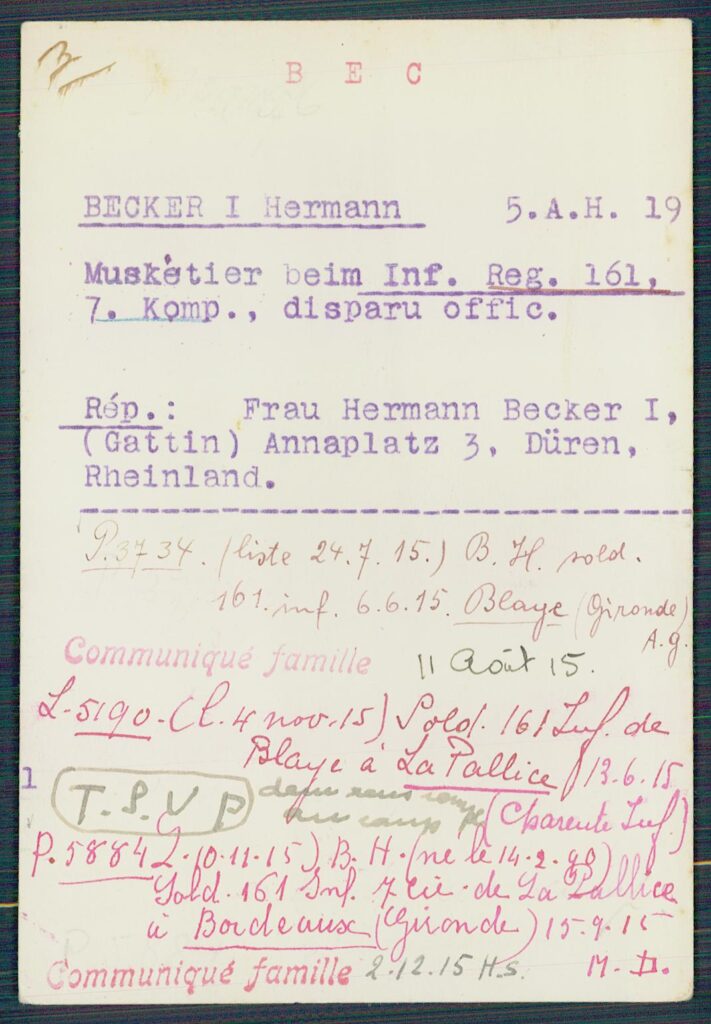 3
B E C
BECKER I Hermann 5.A.H. 19
Musketier beim Inf. Reg. 161,
7. Komp., disparu offic.
Rép.: Frau Hermann Becker I,
(Gattin) Annaplatz 3, Düren,
Rheinland.
P.3734. (liste 24.7.15.) B. H. sold.
161. inf. 6.6.15. Blaye (Gironde)
A.g.
Communiqué famille 11 Août 15.
L-5190-(l. 4 nov-15) Sold. 161 Inf. de
Blaye à La Pallice 13.6.15
1
T.S.V P
(Charente Inf.)
P.5884 L.10-11-15) B. H. (né le 14-2-90)
Sold. 161 Inf. 7 cie. de La Pallice
à Bordeaux (Gironde) 15.9.15
Communiqué famille 2.12.15 H.s. M. D.